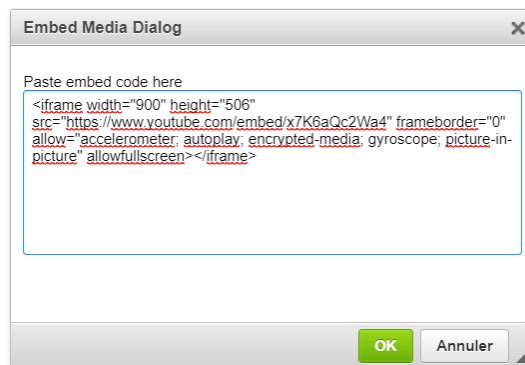 Embed Media Dialog
Paste embed code here
<iframe width="900" height="506"
src="https://www.youtube.com/embed/x7K6aQc2Wa4" frameborder="0"
allow="accelerometer; autoplay; encrypted-media; gyroscope; picture-in-
picture" allowfullscreen></iframe>
OK
Annuler